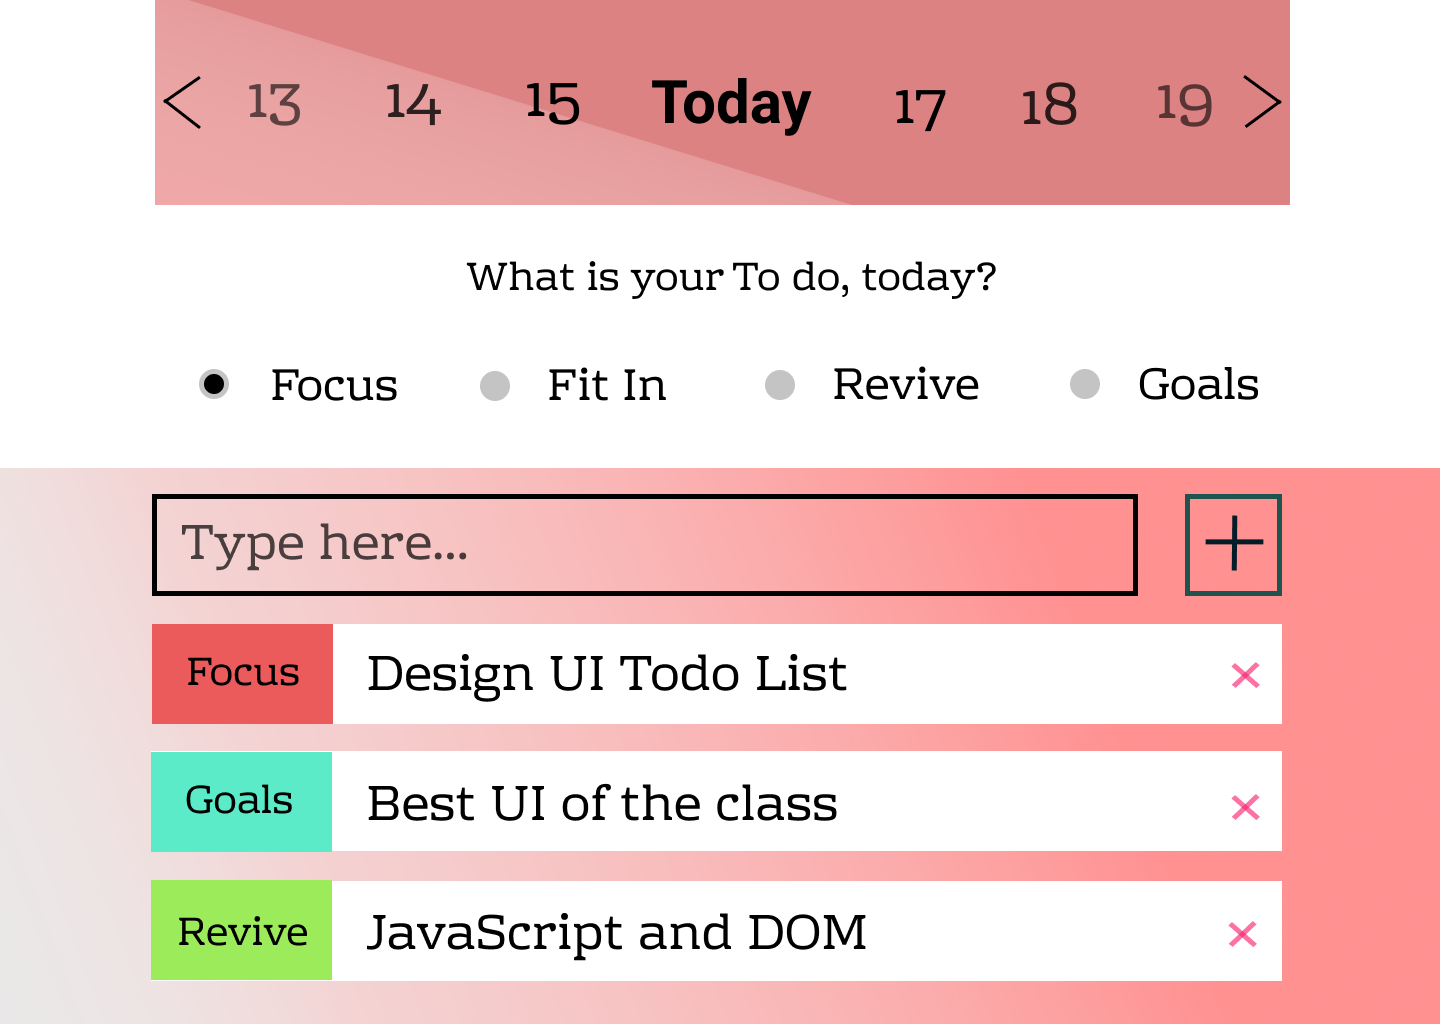 < 13 14 15 Today 17 18 19 >
What is your To do, today?
Focus Fit In Revive Goals
Type here... +
Focus Design UI Todo List ×
Goals Best UI of the class ×
Revive JavaScript and DOM ×